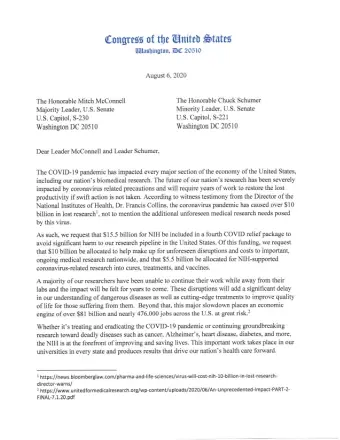 Congress of the United States
Washington, DC 20510
August 6, 2020
The Honorable Mitch McConnell
Majority Leader, U.S. Senate
U.S. Capitol, S-230
Washington DC 20510
The Honorable Chuck Schumer
Minority Leader, U.S. Senate
U.S. Capitol, S-221
Washington DC 20510
Dear Leader McConnell and Leader Schumer,
The COVID-19 pandemic has impacted every major section of the economy of the United States,
including our nation's biomedical research. The future of our nation's research has been severely
impacted by coronavirus related precautions and will require years of work to restore the lost
productivity if swift action is not taken. According to witness testimony from the Director of the
National Institutes of Health, Dr. Francis Collins, the coronavirus pandemic has caused over $10
billion in lost research¹, not to mention the additional unforeseen medical research needs posed
by this virus.
As such, we request that $15.5 billion for NIH be included in a fourth COVID relief package to
avoid significant harm to our research pipeline in the United States. Of this funding, we request
that $10 billion be allocated to help make up for unforeseen disruptions and costs to important,
ongoing medical research nationwide, and that $5.5 billion be allocated for NIH-supported
coronavirus-related research into cures, treatments, and vaccines.
A majority of our researchers have been unable to continue their work while away from their
labs and the impact will be felt for years to come. These disruptions will add a significant delay
in our understanding of dangerous diseases as well as cutting-edge treatments to improve quality
of life for those suffering from them. Beyond that, this major slowdown places an economic
engine of over $81 billion and nearly 476,000 jobs across the U.S. at great risk.²
Whether it's treating and eradicating the COVID-19 pandemic or continuing groundbreaking
research toward deadly diseases such as cancer, Alzheimer's, heart disease, diabetes, and more,
the NIH is at the forefront of improving and saving lives. This important work takes place in our
universities in every state and produces results that drive our nation's health care forward.
¹ https://news.bloomberglaw.com/pharma-and-life-sciences/virus-will-cost-nih-10-billion-in-lost-research-
director-warns/
² https://www.unitedformedicalresearch.org/wp-content/uploads/2020/06/An-unprecedented-impact-PART-2-
FINAL-7.1.20.pdf